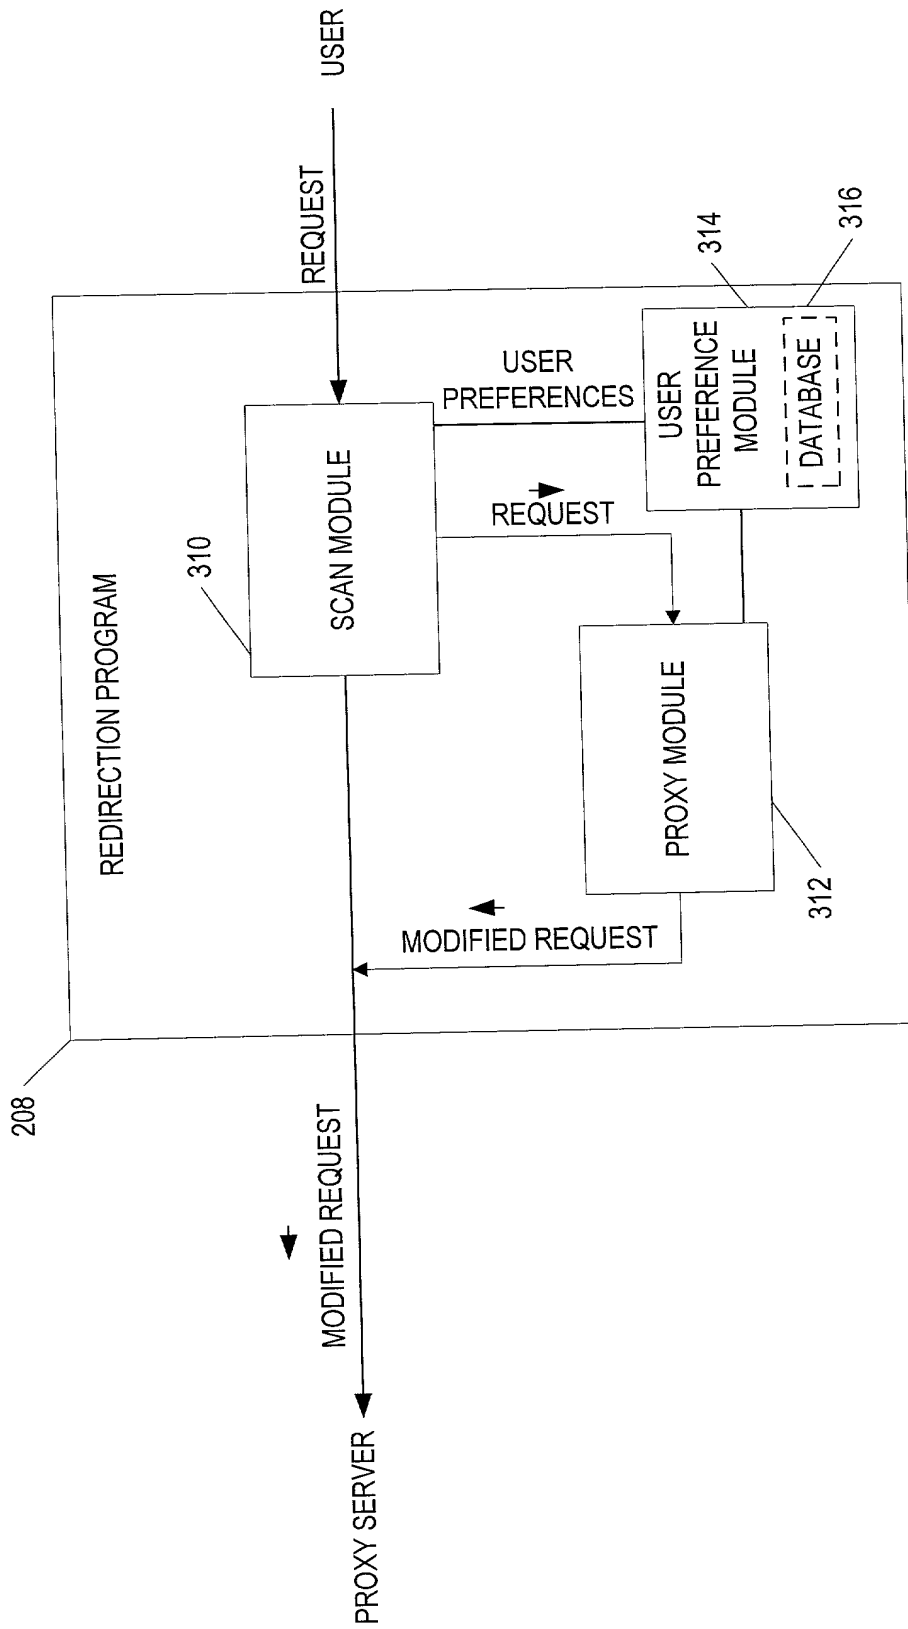 208
REDIRECTION PROGRAM
USER
REQUEST
310
SCAN MODULE
USER
PREFERENCES
REQUEST
314
316
USER
PREFERENCE
MODULE
DATABASE
PROXY MODULE
312
MODIFIED REQUEST
MODIFIED REQUEST
PROXY SERVER